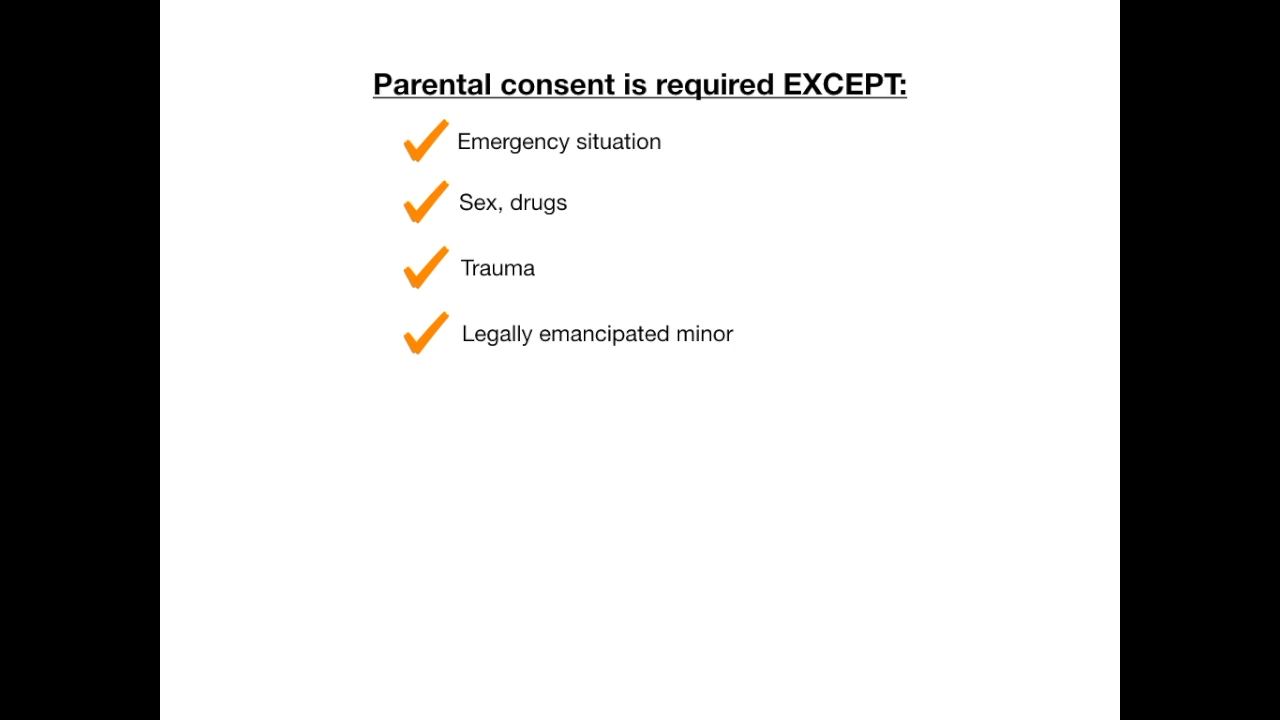 Parental consent is required EXCEPT:
Emergency situation
Sex, drugs
Trauma
Legally emancipated minor